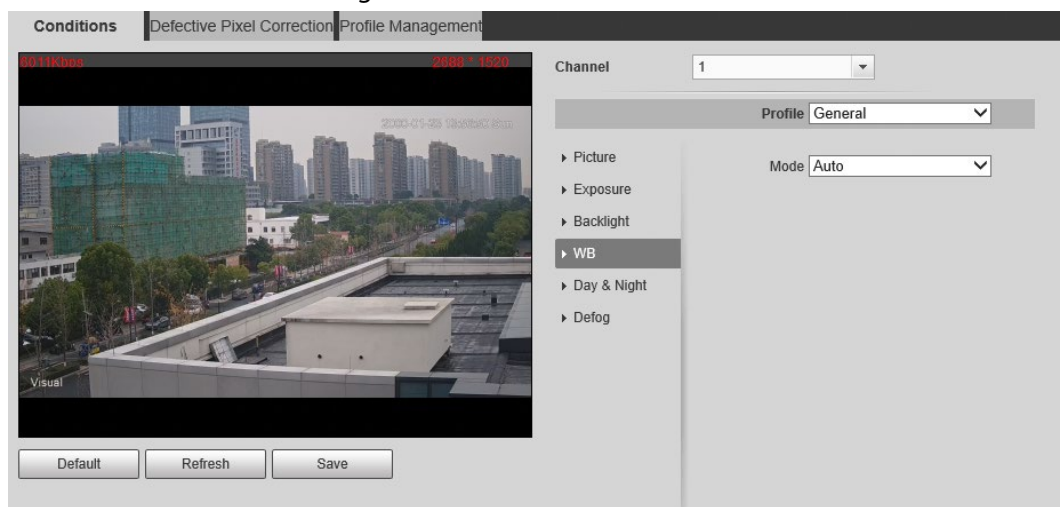 Conditions Defective Pixel Correction Profile Management
6011Kbps 2688 * 1520
Visual
Default Refresh Save
Channel 1
Profile General
Picture
Exposure
Backlight
WB
Day & Night
Defog
Mode Auto